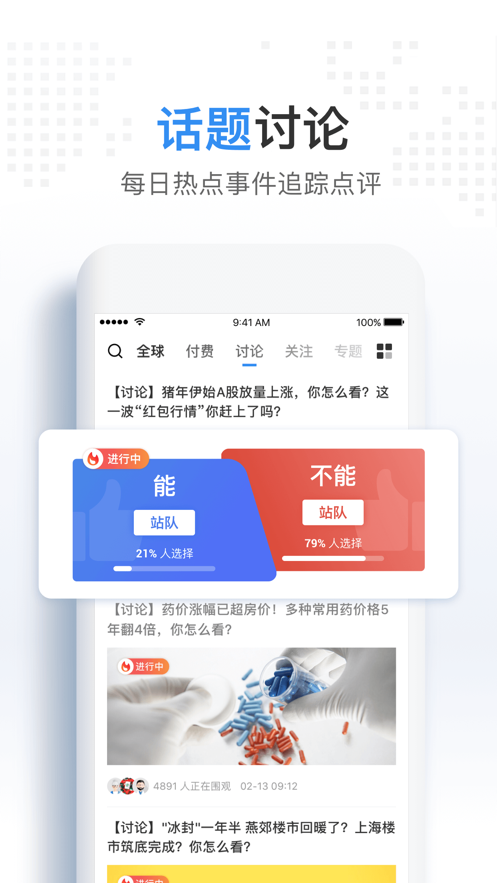 话题讨论
每日热点事件追踪点评
9:41 AM
100%
全球
付费
讨论
关注
专题
【讨论】猪年伊始A股放量上涨，你怎么看？这
一波“红包行情”你赶上了吗?
进行中
能
站队
21% 人选择
不能
站队
79% 人选择
【讨论】药价涨幅已超房价！多种常用药价格5
年翻4倍，你怎么看?
进行中
4891 人正在围观 02-13 09:12
【讨论】"冰封"一年半 燕郊楼市回暖了？上海楼
市筑底完成？你怎么看?
进行中